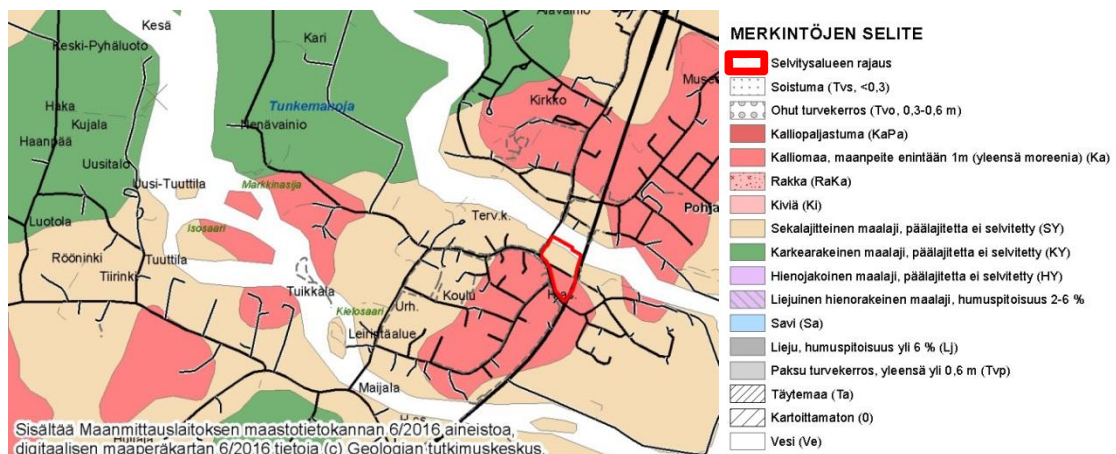 Kesä
Keski-Pyhäluoto
Kari
Alavainio
Museo
Tunkemanoja
Kirkko
Haka
Kujala
Nenävainio
Haanpää
Uusitalo
Uusi-Tuuttila
Markkinasija
Pohja
Luotola
Isosaari
Terv.k.
Rööninki
Tuuttila
Tiirinki
Tuikkala
Koulu
H.as.
Kielosaari
Urh.
Leirintäalue
Maijala
Sisältää Maanmittauslaitoksen maastotietokannan 6/2016 aineistoa,
digitaalisen maaperäkartan 6/2016 tietoja (c) Geologian tutkimuskeskus.
MERKINTÖJEN SELITE
Selvitysalueen rajaus
Soistuma (Tvs, <0,3)
Ohut turvekerros (Tvo, 0,3-0,6 m)
Kalliopaljastuma (KaPa)
Kalliomaa, maanpeite enintään 1m (yleensä moreenia) (Ka)
Rakka (RaKa)
Kiviä (Ki)
Sekalajitteinen maalaji, päälajitetta ei selvitetty (SY)
Karkearakeinen maalaji, päälajitetta ei selvitetty (KY)
Hienojakoinen maalaji, päälajitetta ei selvitetty (HY)
Liejuinen hienorakeinen maalaji, humuspitoisuus 2-6 %
Savi (Sa)
Lieju, humuspitoisuus yli 6 % (Lj)
Paksu turvekerros, yleensä yli 0,6 m (Tvp)
Täytemaa (Ta)
Kartoittamaton (0)
Vesi (Ve)